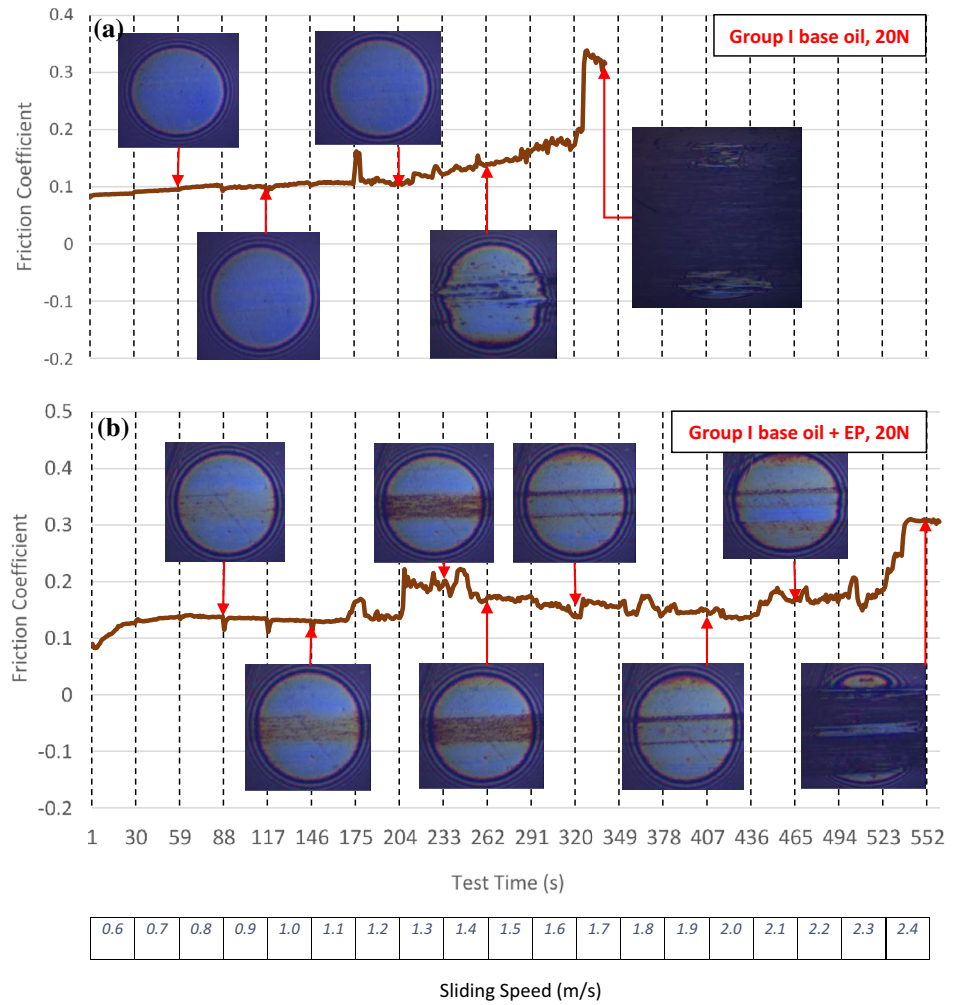 (a)
Group I base oil, 20N
0.4
0.3
0.2
0.1
0
-0.1
-0.2
Friction Coefficient
(b)
Group I base oil + EP, 20N
0.5
0.4
0.3
0.2
0.1
0
-0.1
-0.2
Friction Coefficient
1 30 59 88 117 146 175 204 233 262 291 320 349 378 407 436 465 494 523 552
Test Time (s)
0.6 0.7 0.8 0.9 1.0 1.1 1.2 1.3 1.4 1.5 1.6 1.7 1.8 1.9 2.0 2.1 2.2 2.3 2.4
Sliding Speed (m/s)